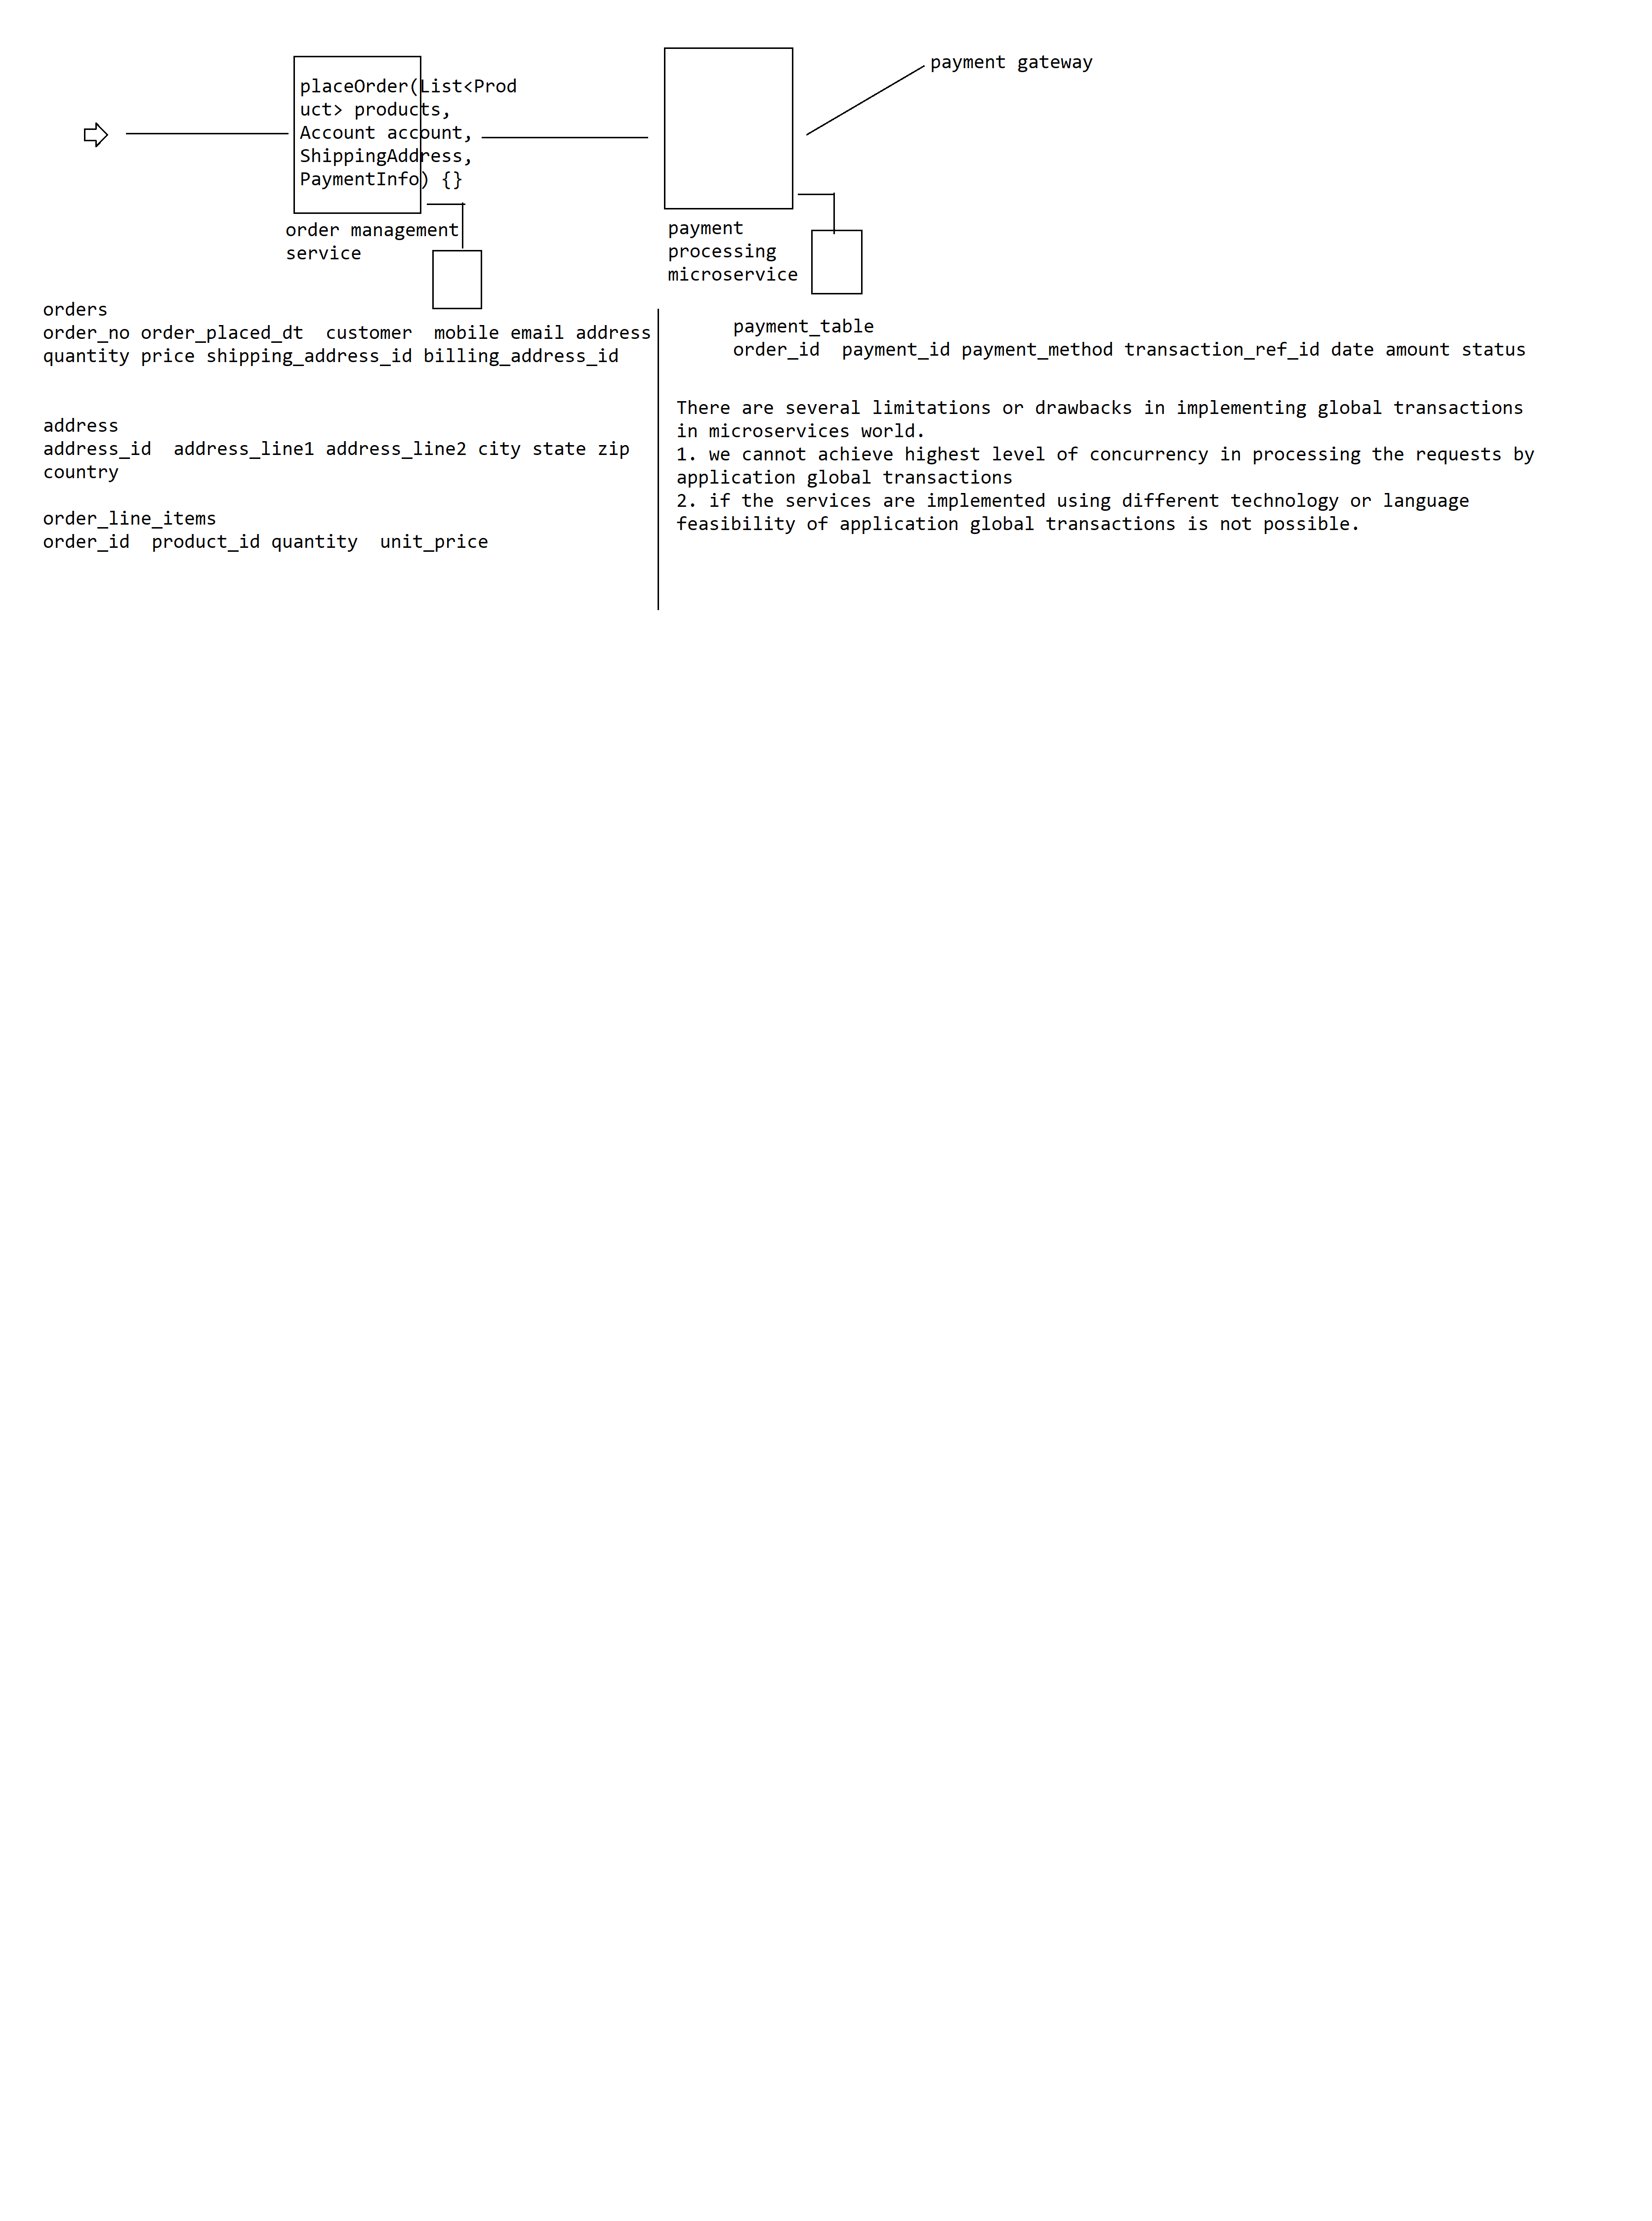 placeOrder(List<Prod
uct> products,
Account account,
ShippingAddress,
PaymentInfo) {}
order management
service
payment
processing
microservice
payment gateway
orders
order_no order_placed_dt  customer  mobile email address
quantity price shipping_address_id billing_address_id
address
address_id  address_line1 address_line2 city state zip
country
order_line_items
order_id  product_id quantity  unit_price
payment_table
order_id  payment_id payment_method transaction_ref_id date amount status
There are several limitations or drawbacks in implementing global transactions
in microservices world.
1. we cannot achieve highest level of concurrency in processing the requests by
application global transactions
2. if the services are implemented using different technology or language
feasibility of application global transactions is not possible.